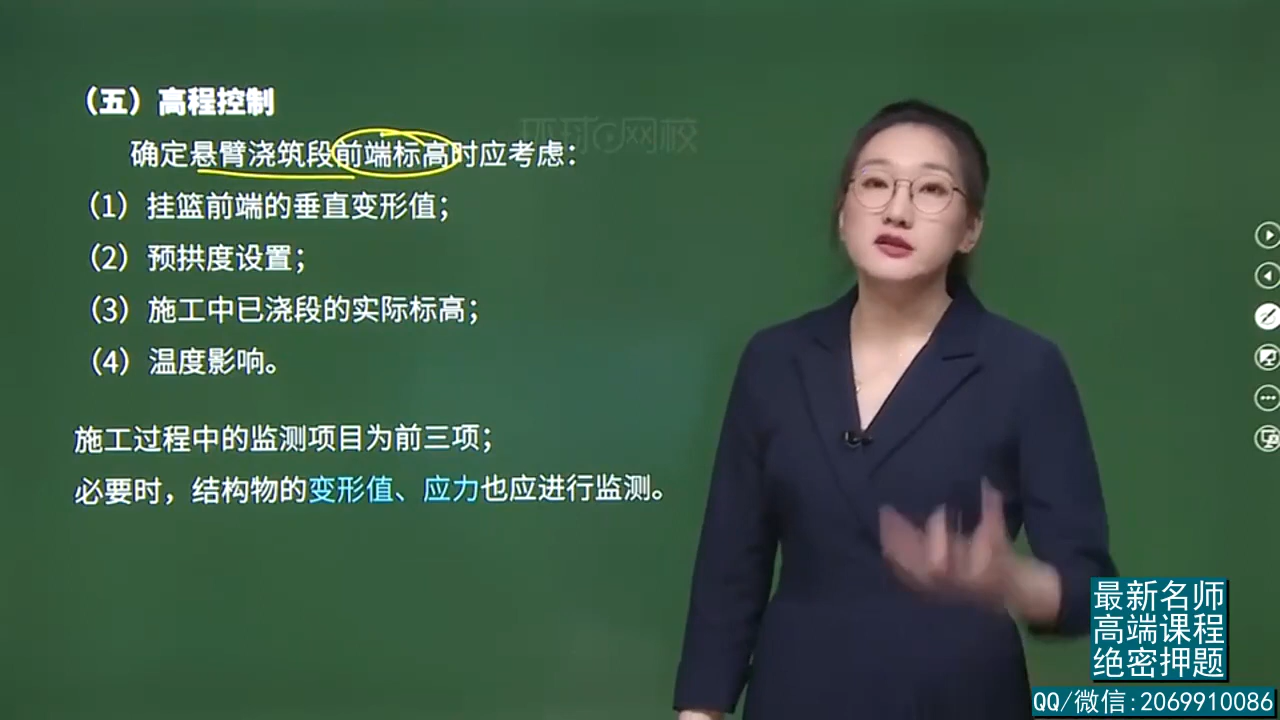 （五）高程控制
环球网校
确定悬臂浇筑段前端标高时应考虑：
（1）挂篮前端的垂直变形值；
（2）预拱度设置；
（3）施工中已浇段的实际标高；
（4）温度影响。
施工过程中的监测项目为前三项；
必要时，结构物的变形值、应力也应进行监测。
最新名师
高端课程
绝密押题
QQ/微信:2069910086